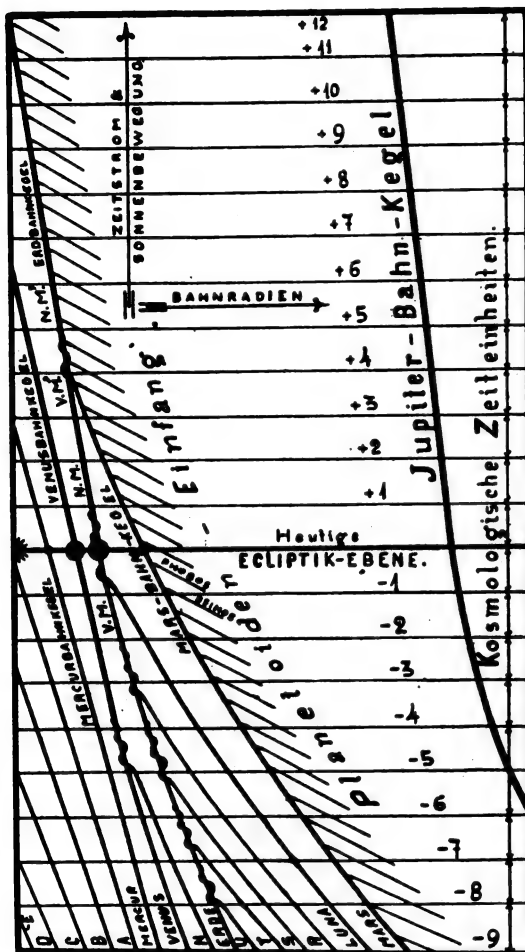 +12
+11
+10
+9
+8
+7
+6
+5
+4
+3
+2
+1
-1
-2
-3
-4
-5
-6
-7
-8
-9
ZEITSTROM &
SONNENBEWEGUNG
BAHNRADIEN
ERDBAHNKEGEL
N.M.
V.M.
VENUSBAHNKEGEL
N.M.
V.M.
MERCURBAHNKEGEL
MARS-BAHN-KEGEL
Planetoiden-Einfang.
PHOBOS
DEIMOS
Heutige
ECLIPTIK-EBENE.
Jupiter-Bahn-Kegel
Kosmologische Zeiteinheiten.
D
C
B
A
MERCUR
VENUS
N
ERDE
U
T
S
R
LUNA
MARS